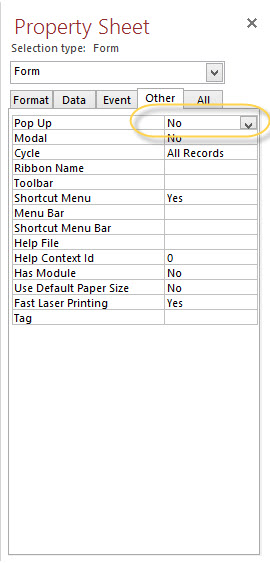 Property Sheet
Selection type: Form
Form
Format Data Event Other All
Pop Up No
Modal No
Cycle All Records
Ribbon Name
Toolbar
Shortcut Menu Yes
Menu Bar
Shortcut Menu Bar
Help File
Help Context Id 0
Has Module No
Use Default Paper Size No
Fast Laser Printing Yes
Tag